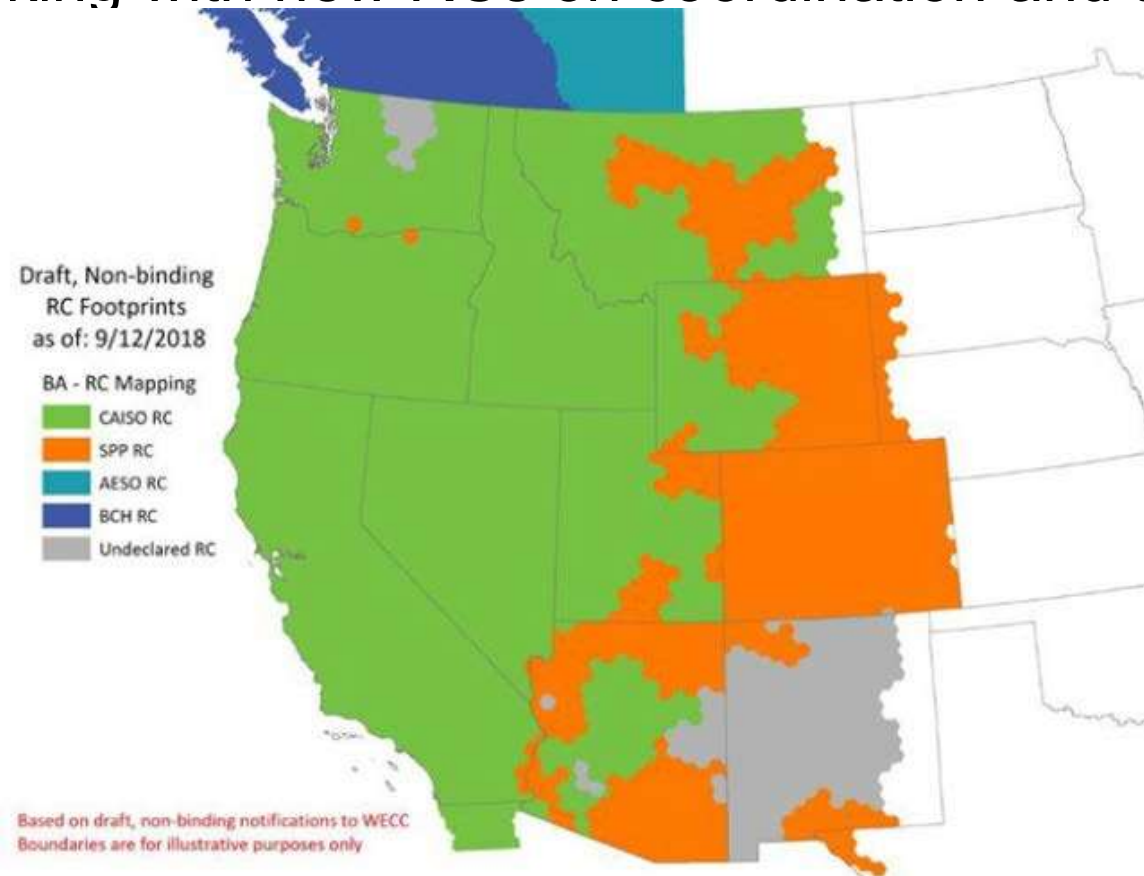 Draft, Non-binding
RC Footprints
as of: 9/12/2018
BA - RC Mapping
CAISO RC
SPP RC
AESO RC
BCH RC
Undeclared RC
Based on draft, non-binding notifications to WECC
Boundaries are for illustrative purposes only